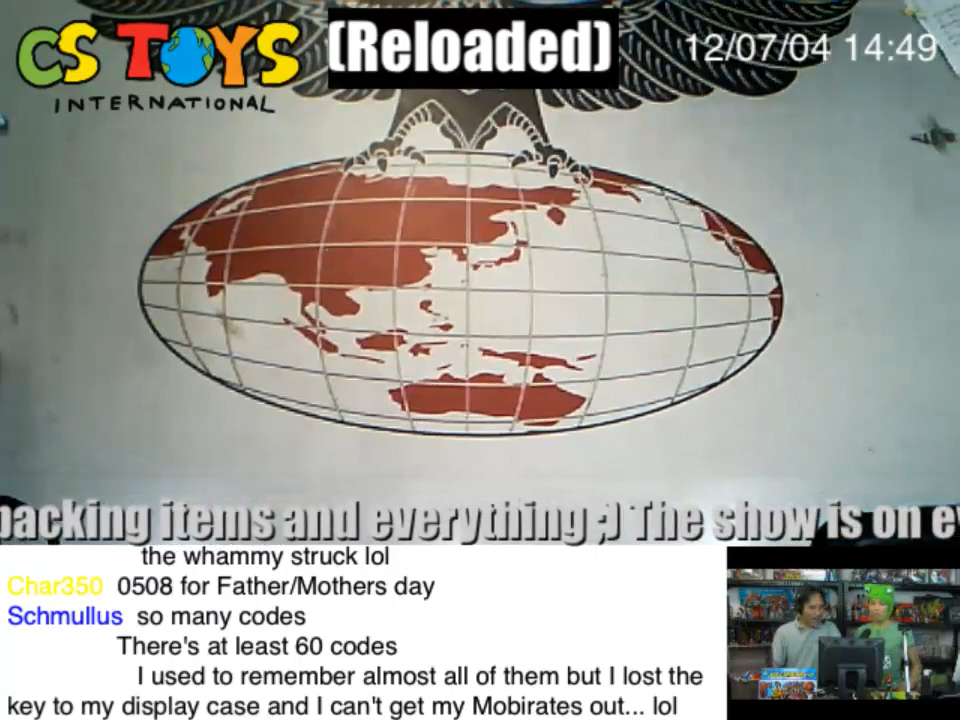 CS TOYS
INTERNATIONAL
(Reloaded)
12/07/04 14:49
packing items and everything ;) The show is on e
the whammy struck lol
Char350 0508 for Father/Mothers day
Schmullus so many codes
There's at least 60 codes
I used to remember almost all of them but I lost the
key to my display case and I can't get my Mobirates out... lol